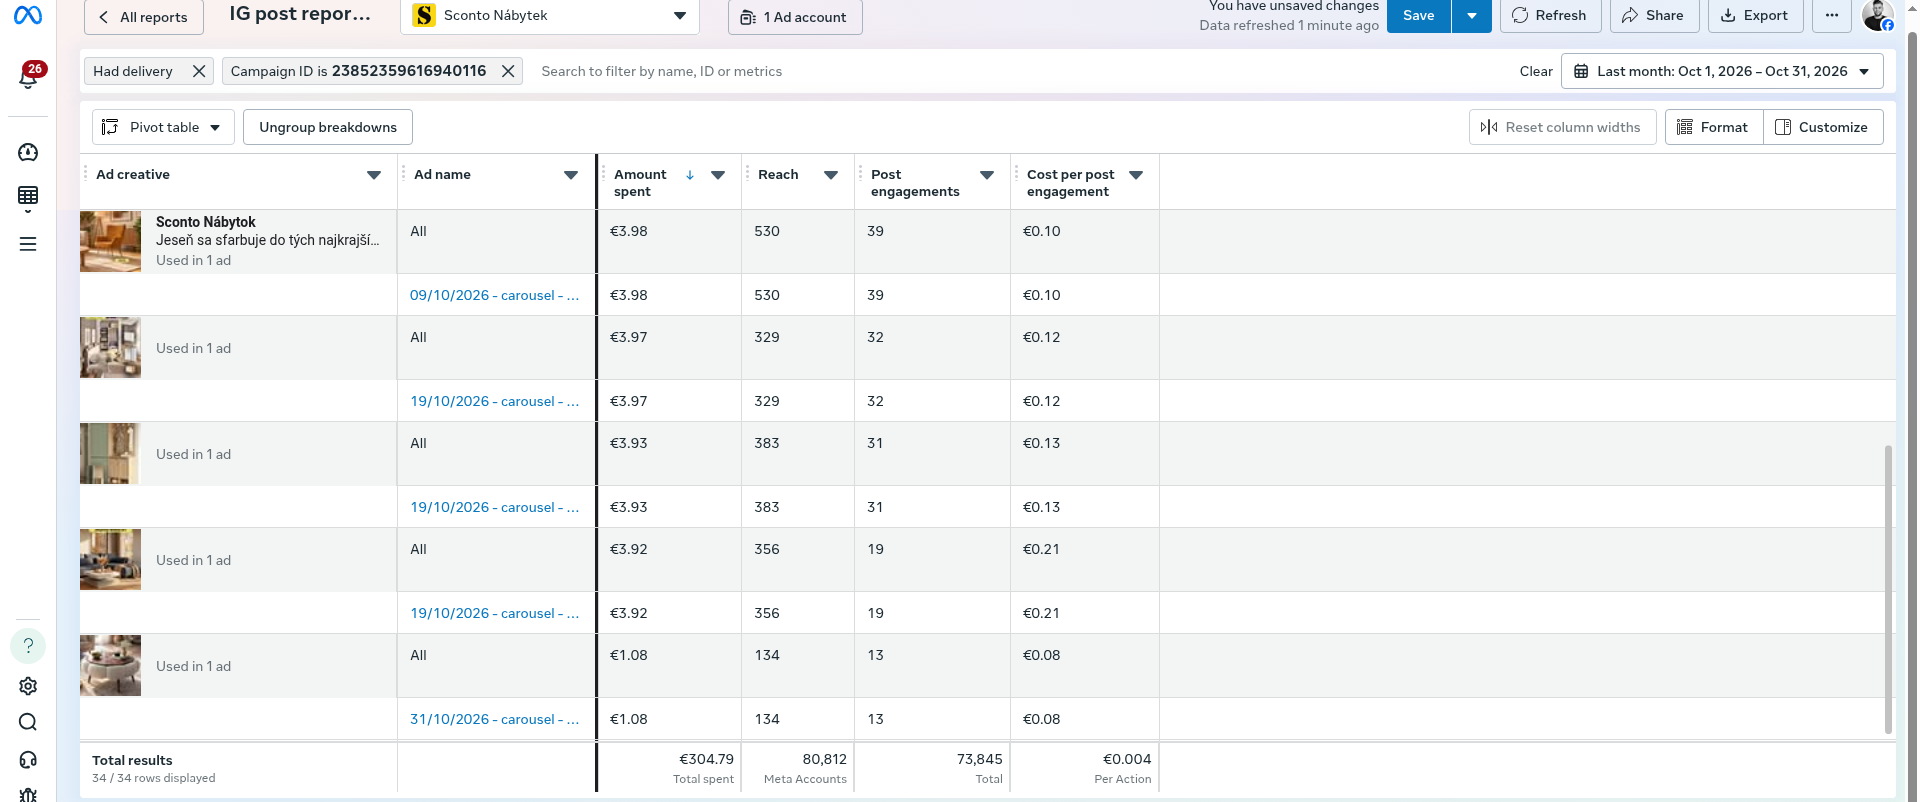 All reports
IG post repor...
S Sconto Nábytek
1 Ad account
You have unsaved changes
Data refreshed 1 minute ago
Save
Refresh
Share
Export
26
Had delivery
Campaign ID is 23852359616940116
Search to filter by name, ID or metrics
Clear
Last month: Oct 1, 2026 – Oct 31, 2026
Pivot table
Ungroup breakdowns
Reset column widths
Format
Customize
Ad creative Ad name Amount spent Reach Post engagements Cost per post engagement
Sconto Nábytok
Jeseň sa sfarbuje do tých najkrajší...
Used in 1 ad
All €3.98 530 39 €0.10
09/10/2026 - carousel - ... €3.98 530 39 €0.10
Used in 1 ad
All €3.97 329 32 €0.12
19/10/2026 - carousel - ... €3.97 329 32 €0.12
Used in 1 ad
All €3.93 383 31 €0.13
19/10/2026 - carousel - ... €3.93 383 31 €0.13
Used in 1 ad
All €3.92 356 19 €0.21
19/10/2026 - carousel - ... €3.92 356 19 €0.21
Used in 1 ad
All €1.08 134 13 €0.08
31/10/2026 - carousel - ... €1.08 134 13 €0.08
Total results €304.79 80,812 73,845 €0.004
34 / 34 rows displayed Total spent Meta Accounts Total Per Action